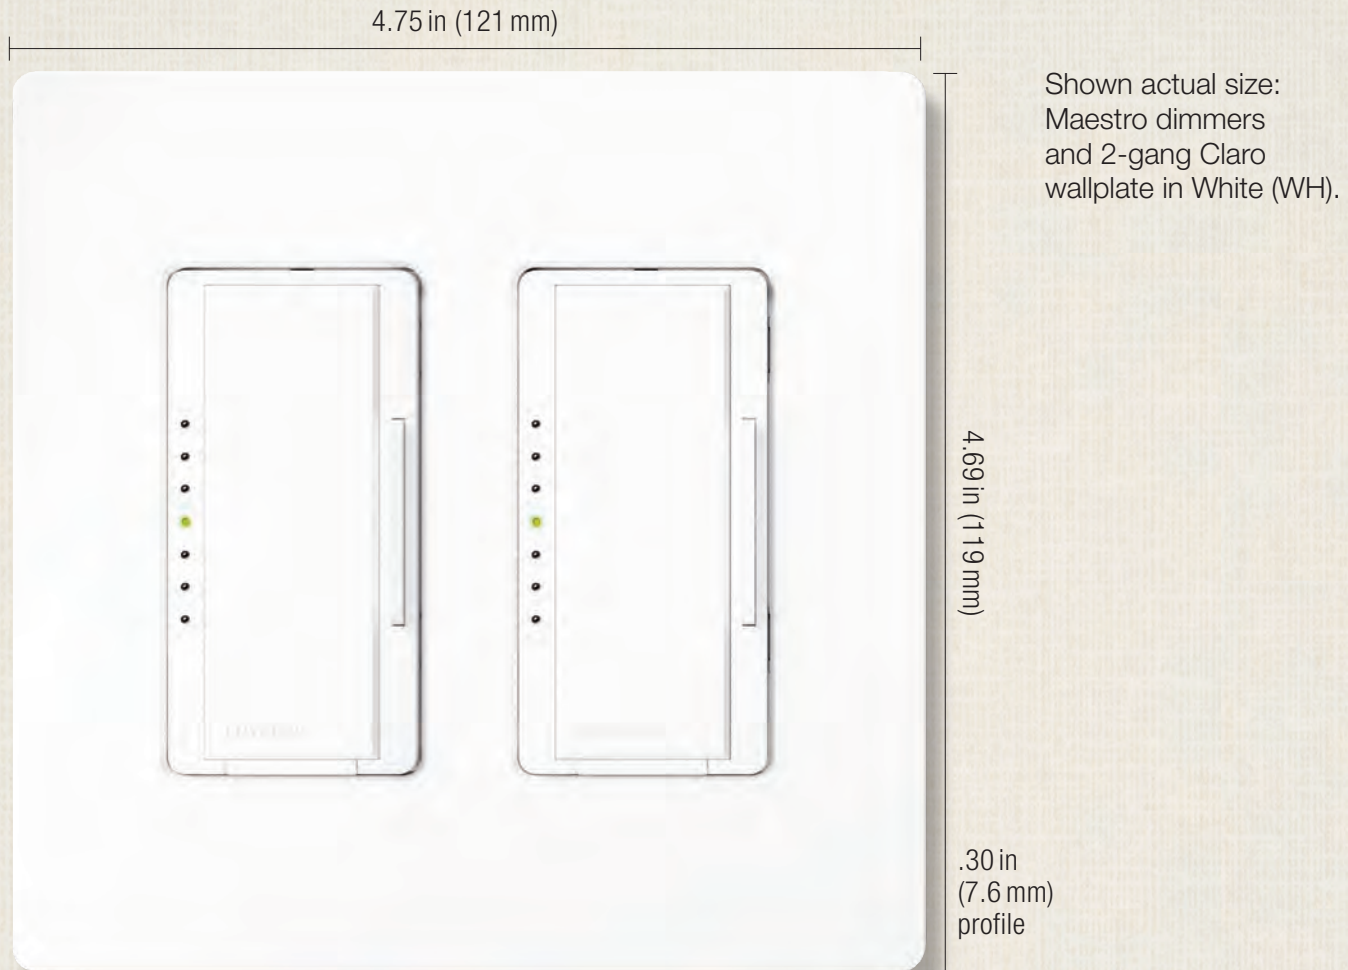 4.75 in (121 mm)
Shown actual size:
Maestro dimmers
and 2-gang Claro
wallplate in White (WH).
4.69 in (119 mm)
.30 in
(7.6 mm)
profile